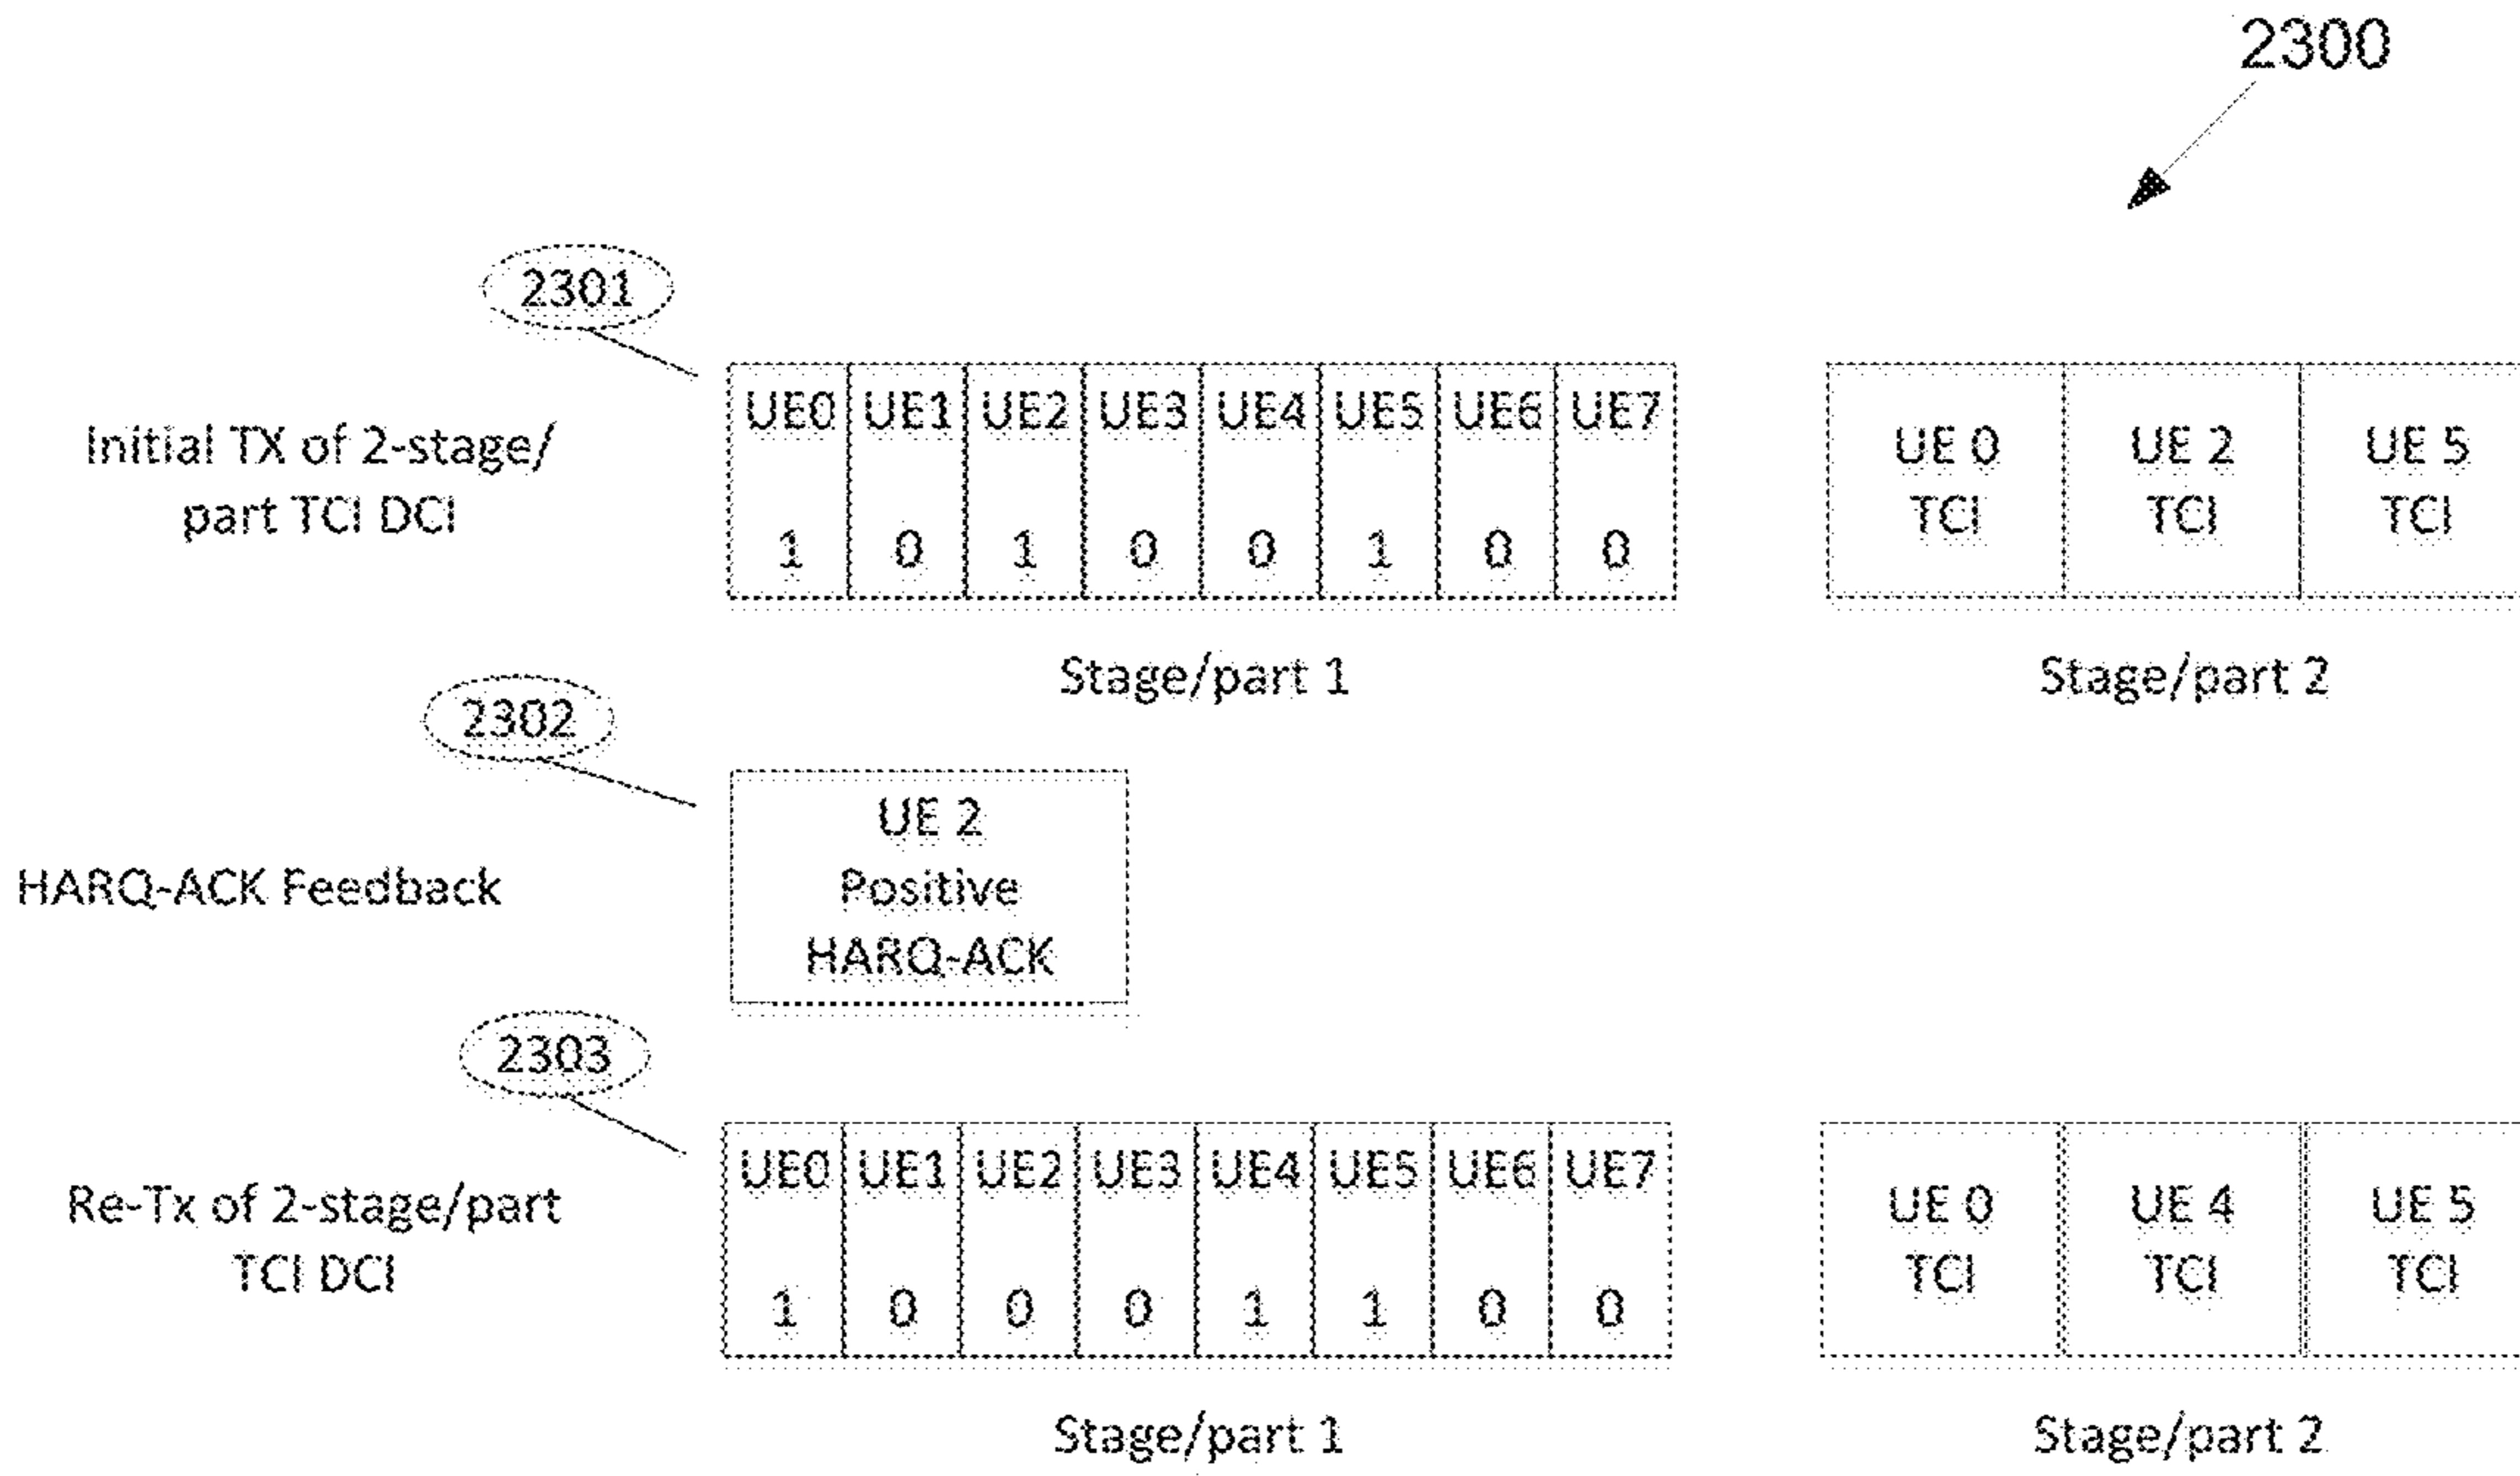 2300
2301
Initial TX of 2-stage/
part TCI DCI
UE0 UE1 UE2 UE3 UE4 UE5 UE6 UE7
1 0 1 0 0 1 0 0
UE 0 UE 2 UE 5
TCI TCI TCI
Stage/part 1
Stage/part 2
2302
HARQ-ACK Feedback
UE 2
Positive
HARQ-ACK
2303
Re-Tx of 2-stage/part
TCI DCI
UE0 UE1 UE2 UE3 UE4 UE5 UE6 UE7
1 0 0 0 1 1 0 0
UE 0 UE 4 UE 5
TCI TCI TCI
Stage/part 1
Stage/part 2